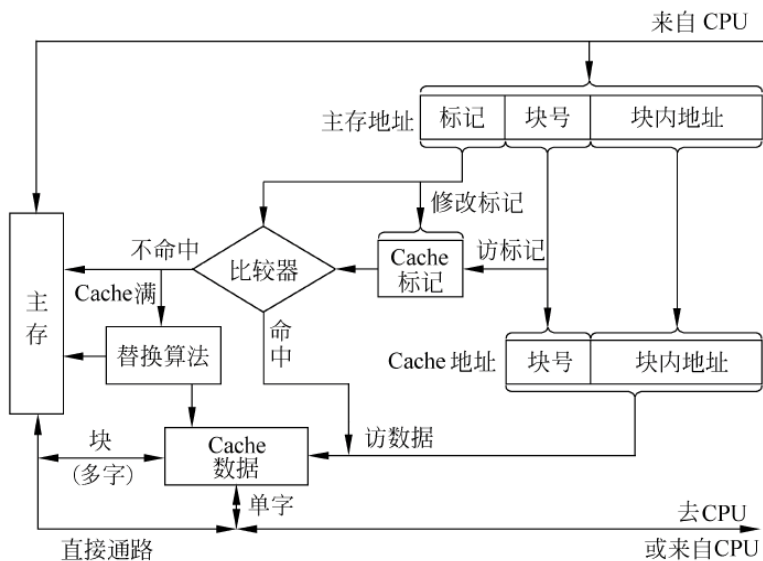 来自 CPU
主存地址
标记
块号
块内地址
修改标记
不命中
比较器
Cache
标记
访标记
Cache满
主存
替换算法
命中
Cache 地址
块号
块内地址
块
(多字)
Cache
数据
访数据
单字
直接通路
去CPU
或来自CPU